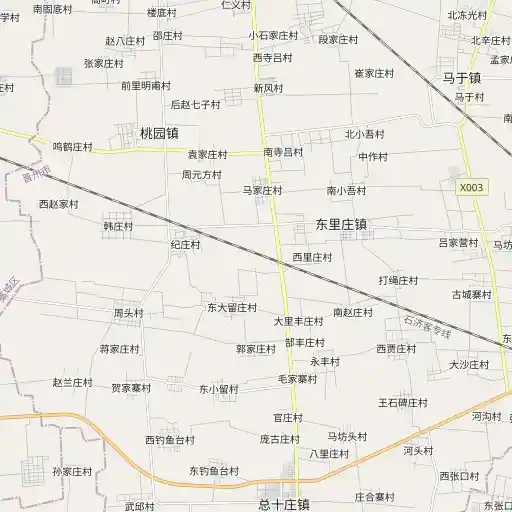 南固底村
楼底村
仁义村
北冻光村
学村
赵八庄村
邵庄村
小石家庄村
段家庄村
北辛庄村
张家庄村
西寺吕村
孟家
崔家庄村
马于镇
前里明甫村
新风村
马于村
后赵七子村
桃园镇
北小吾村
鸣鹤庄村
袁家庄村
南寺吕村
中作村
晋州市
周元方村
马家庄村
南小吾村
X003
西赵家村
韩庄村
东里庄镇
纪庄村
吕家营村
马坊
西里庄村
藁城区
打绳庄村
古城寨村
周头村
东大留庄村
大里丰庄村
南赵庄村
石济客专线
东
蒋家庄村
郭家庄村
郜丰庄村
永丰村
西贾庄村
大沙庄村
赵兰庄村
贺家寨村
东小留村
毛家寨村
王石碑庄村
官庄村
河沟村
西钓鱼台村
庞古庄村
马坊头村
八里庄村
河头村
孙家庄村
东钓鱼台村
西张口村
武邱村
总十庄镇
庄合寨村
东张口